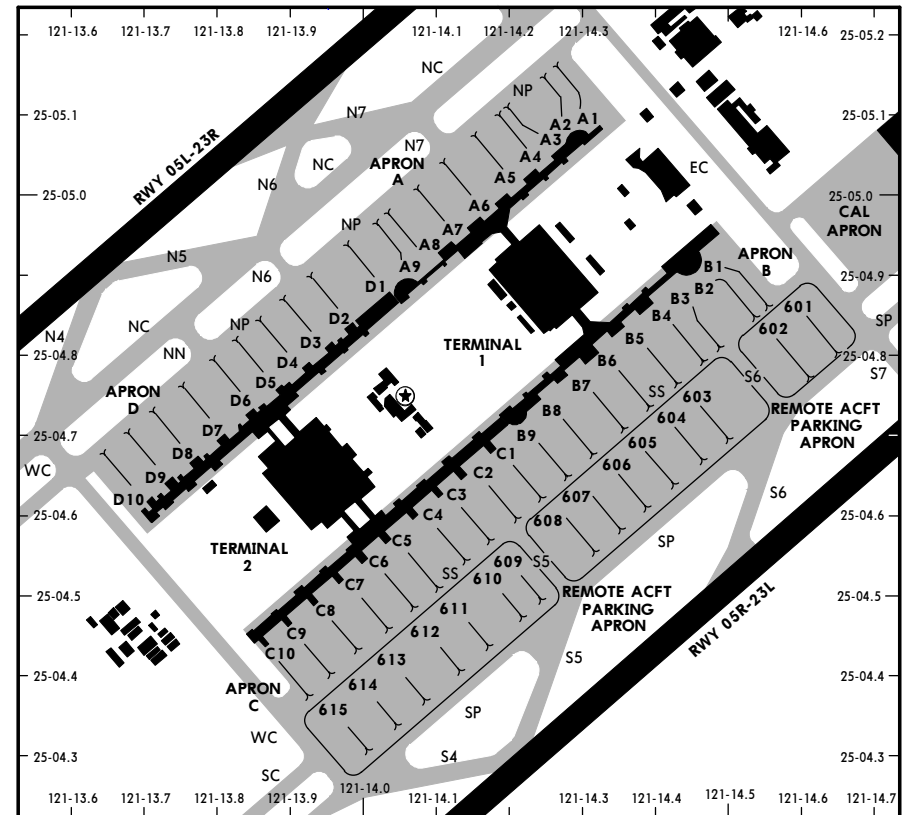 121-13.6 121-13.7 121-13.8 121-13.9 121-14.1 121-14.2 121-14.3 121-14.6 25-05.2
NC
NP
N7
A1
A2
25-05.1
A3
N7
A4
RWY 05L-23R
NC
APRON
A
A5
EC
N6
25-05.0
25-05.0
A6
CAL
APRON
NP
A7
A8
N5
A9
APRON
B
B1
N6
D1
B2
25-04.9
B3
601
NC
NP
D2
B4
SP
N4
D3
B5
602
TERMINAL
1
25-04.8
NN
D4
B6
25-04.8
S7
D5
B7
SS
S6
APRON
D
D6
603
REMOTE ACFT
PARKING
APRON
B8
604
D7
B9
605
25-04.7
25-04.7
D8
C1
606
WC
D9
C2
607
S6
D10
C3
25-04.6
608
25-04.6
C4
SP
TERMINAL
2
C5
609
S5
C6
SS
610
REMOTE ACFT
PARKING
APRON
C7
611
25-04.5
25-04.5
C8
612
C9
RWY 05R-23L
C10
613
S5
25-04.4
APRON
C
614
25-04.4
615
SP
WC
25-04.3
S4
25-04.3
SC
121-13.6 121-13.7 121-13.8 121-13.9 121-14.0 121-14.1 121-14.3 121-14.4 121-14.5 121-14.6 121-14.7